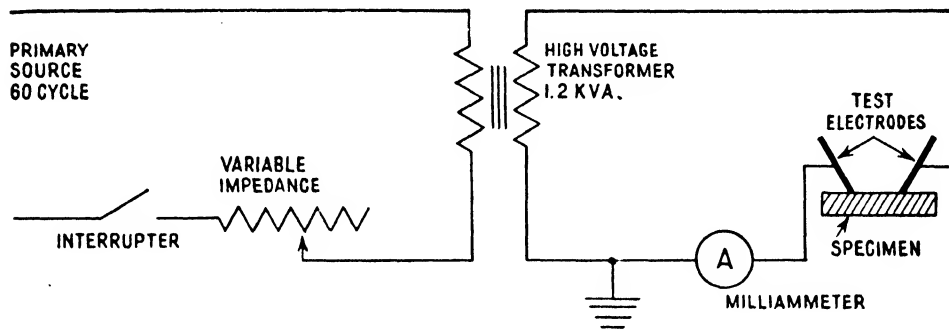 PRIMARY
SOURCE
60 CYCLE
HIGH VOLTAGE
TRANSFORMER
1.2 KVA.
TEST
ELECTRODES
VARIABLE
IMPEDANCE
INTERRUPTER
SPECIMEN
A
MILLIAMMETER